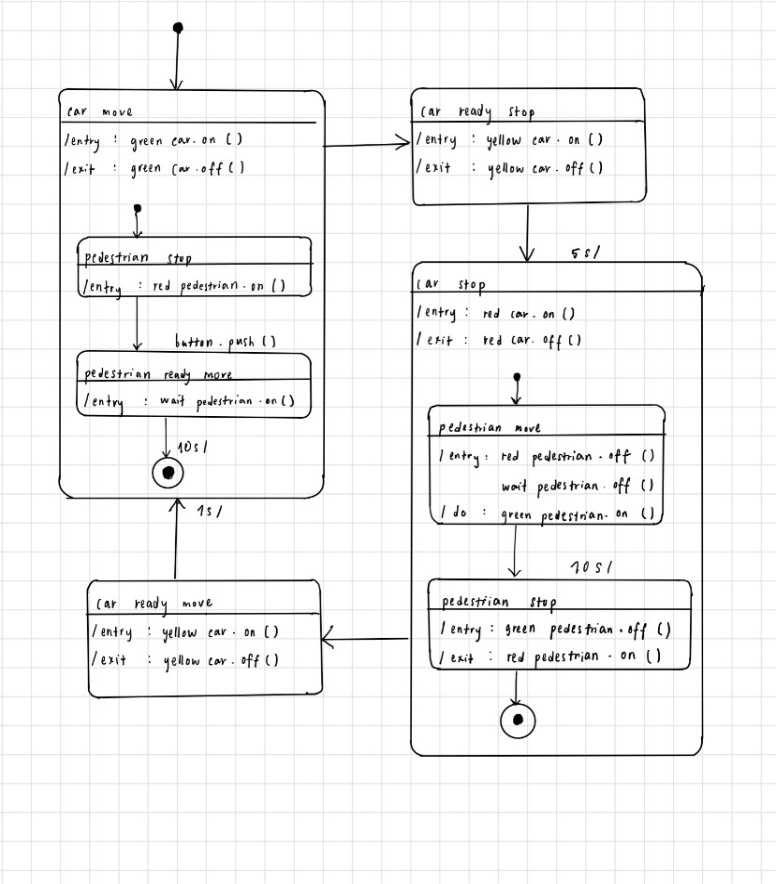 car move
/entry : green car.on ()
/exit : green car.off ()
pedestrian stop
/entry : red pedestrian.on ()
button.push ()
pedestrian ready move
/entry : wait pedestrian.on ()
10s/
car ready stop
/entry : yellow car.on ()
/exit : yellow car.off ()
5s/
car stop
/entry : red car.on ()
/exit : red car.off ()
pedestrian move
/entry : red pedestrian.off ()
wait pedestrian.off ()
/do : green pedestrian.on ()
10s/
pedestrian stop
/entry : green pedestrian.off ()
/exit : red pedestrian.on ()
1s/
car ready move
/entry : yellow car.on ()
/exit : yellow car.off ()